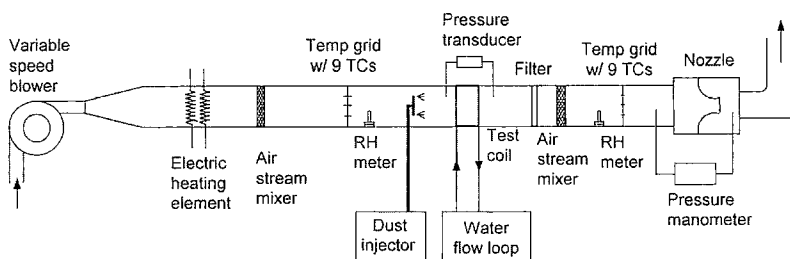 Variable
speed
blower
Temp grid
w/ 9 TCs
Pressure
transducer
Filter
Temp grid
w/ 9 TCs
Nozzle
Electric
heating
element
Air
stream
mixer
RH
meter
Test
coil
Air
stream
mixer
RH
meter
Pressure
manometer
Dust
injector
Water
flow loop